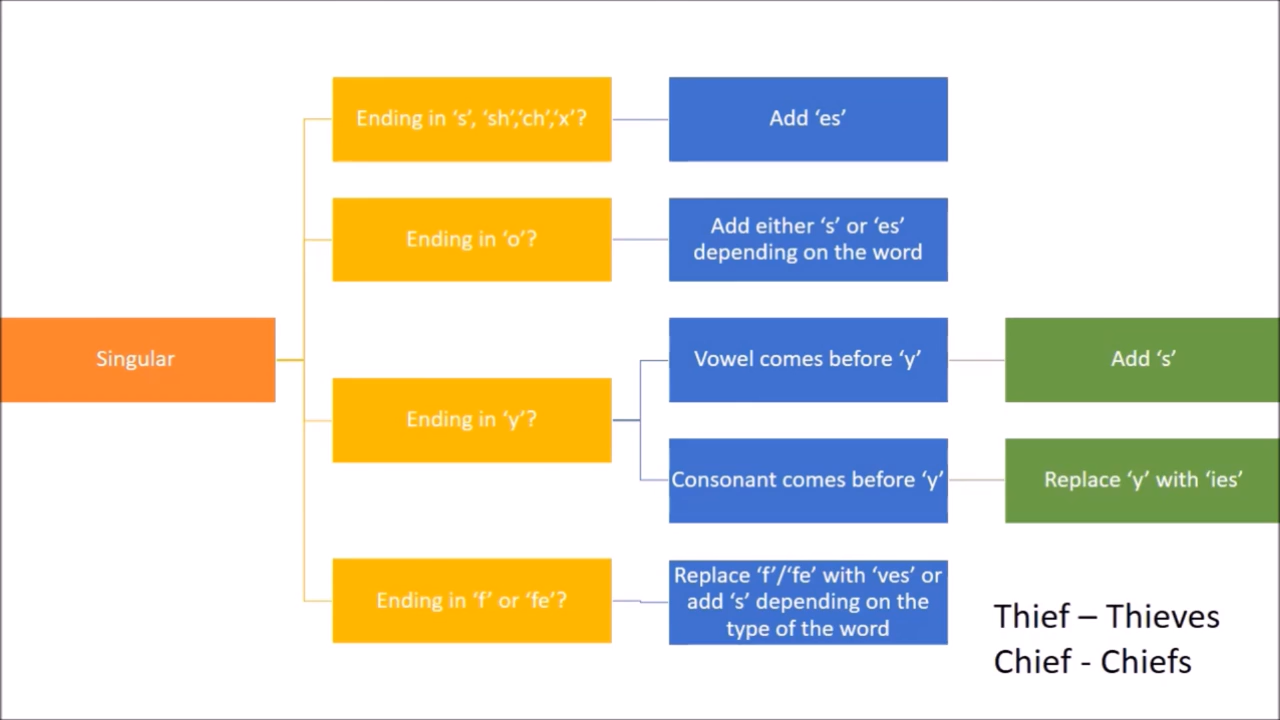 Ending in ‘s’, ‘sh’,‘ch’,‘x’?
Add ‘es’
Ending in ‘o’?
Add either ‘s’ or ‘es’
depending on the word
Singular
Ending in ‘y’?
Vowel comes before ‘y’
Add ‘s’
Consonant comes before ‘y’
Replace ‘y’ with ‘ies’
Ending in ‘f’ or ‘fe’?
Replace ‘f’/‘fe’ with ‘ves’ or
add ‘s’ depending on the
type of the word
Thief – Thieves
Chief - Chiefs